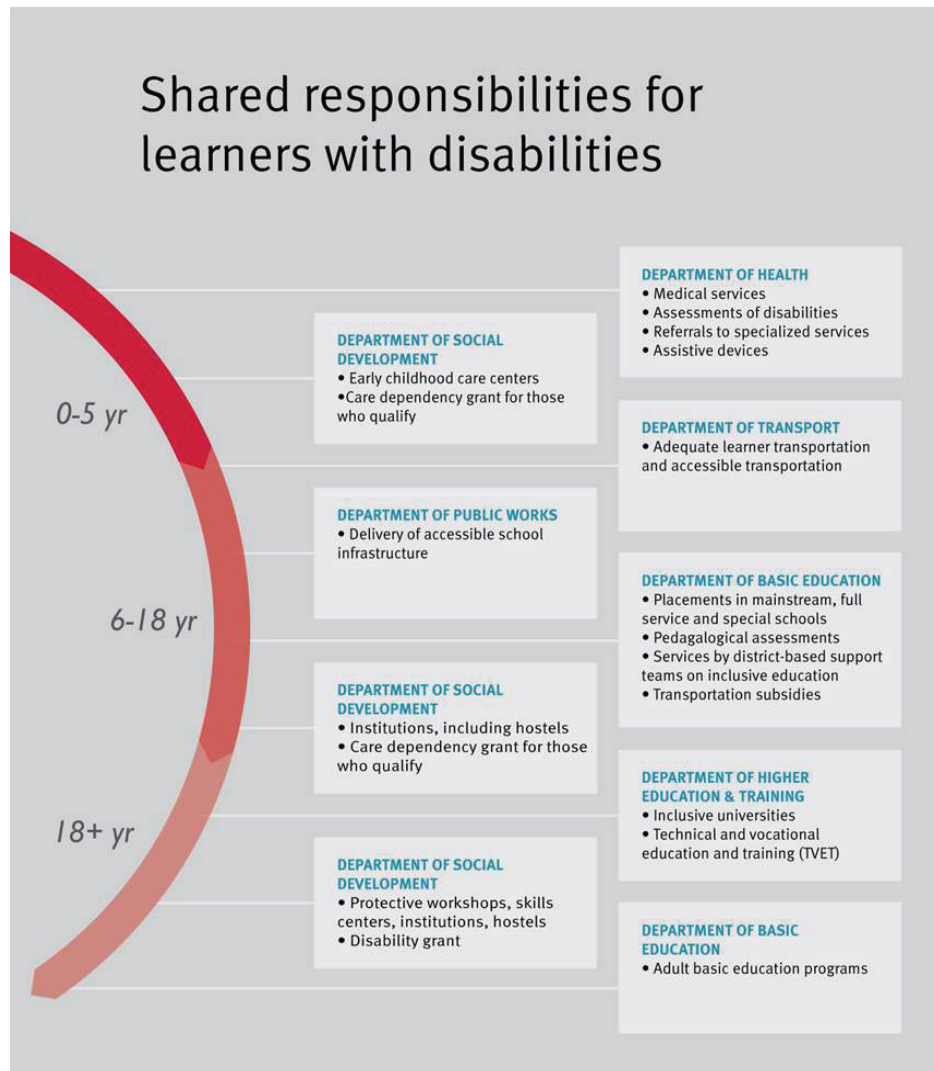 Shared responsibilities for
learners with disabilities
0-5 yr
DEPARTMENT OF HEALTH
• Medical services
• Assessments of disabilities
• Referrals to specialized services
• Assistive devices
DEPARTMENT OF SOCIAL
DEVELOPMENT
• Early childhood care centers
•Care dependency grant for those
who qualify
DEPARTMENT OF TRANSPORT
• Adequate learner transportation
and accessible transportation
6-18 yr
DEPARTMENT OF PUBLIC WORKS
• Delivery of accessible school
infrastructure
DEPARTMENT OF BASIC EDUCATION
• Placements in mainstream, full
service and special schools
• Pedagalogical assessments
• Services by district-based support
teams on inclusive education
• Transportation subsidies
DEPARTMENT OF SOCIAL
DEVELOPMENT
• Institutions, including hostels
• Care dependency grant for those
who qualify
18+ yr
DEPARTMENT OF HIGHER
EDUCATION & TRAINING
• Inclusive universities
• Technical and vocational
education and training (TVET)
DEPARTMENT OF SOCIAL
DEVELOPMENT
• Protective workshops, skills
centers, institutions, hostels
• Disability grant
DEPARTMENT OF BASIC
EDUCATION
• Adult basic education programs